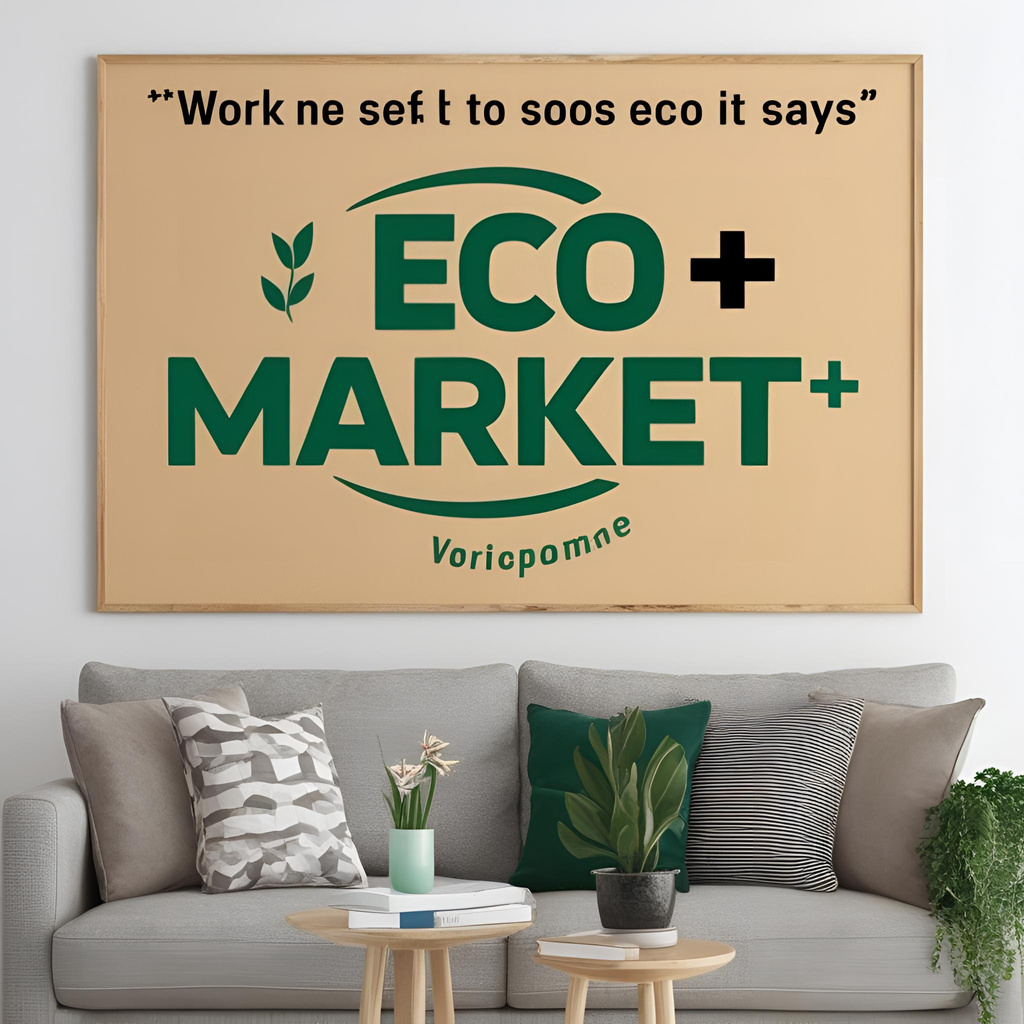 "Work ne sef t to soos eco it says"
ECO +
MARKET+
Voricpomne